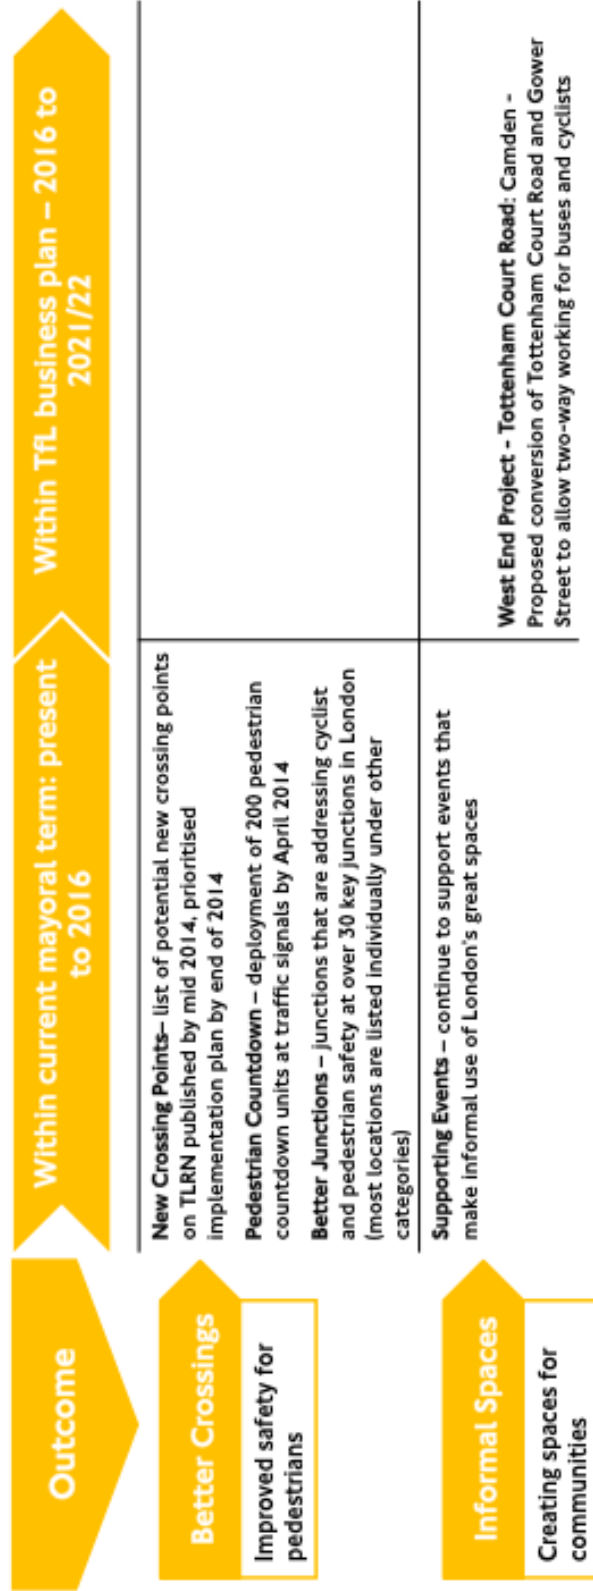 Outcome
Within current mayoral term: present
to 2016
Within TfL business plan – 2016 to
2021/22
Better Crossings
Improved safety for
pedestrians
New Crossing Points– list of potential new crossing points
on TLRN published by mid 2014, prioritised
implementation plan by end of 2014
Pedestrian Countdown – deployment of 200 pedestrian
countdown units at traffic signals by April 2014
Better Junctions – junctions that are addressing cyclist
and pedestrian safety at over 30 key junctions in London
(most locations are listed individually under other
categories)
Informal Spaces
Creating spaces for
communities
Supporting Events – continue to support events that
make informal use of London's great spaces
West End Project - Tottenham Court Road: Camden -
Proposed conversion of Tottenham Court Road and Gower
Street to allow two-way working for buses and cyclists